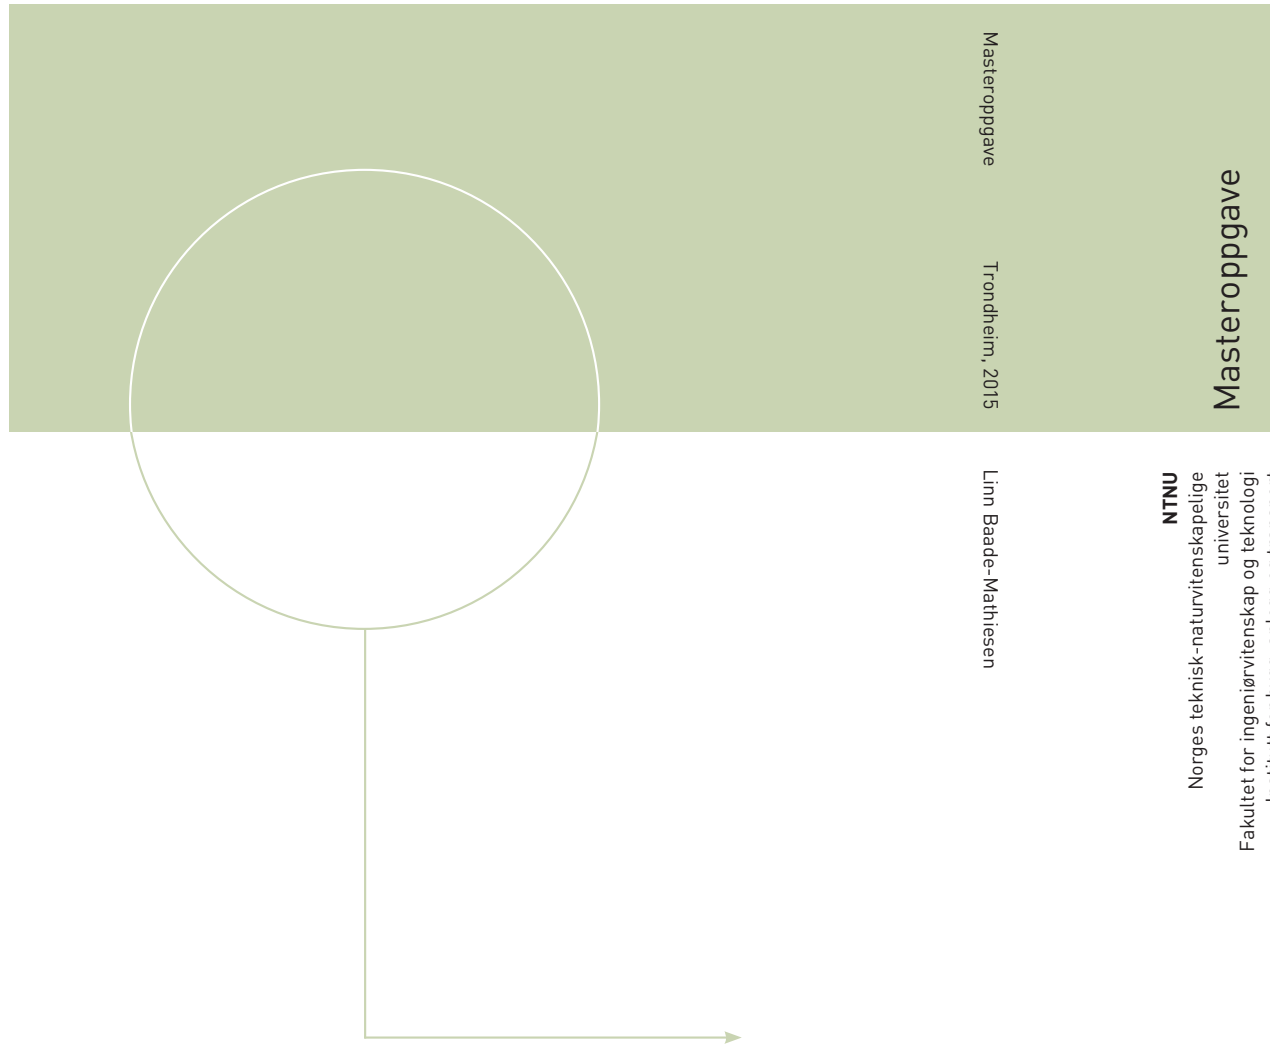 Masteroppgave
Trondheim, 2015
Linn Baade-Mathiesen
Masteroppgave
NTNU
Norges teknisk-naturvitenskapelige
universitet
Fakultet for ingeniørvitenskap og teknologi